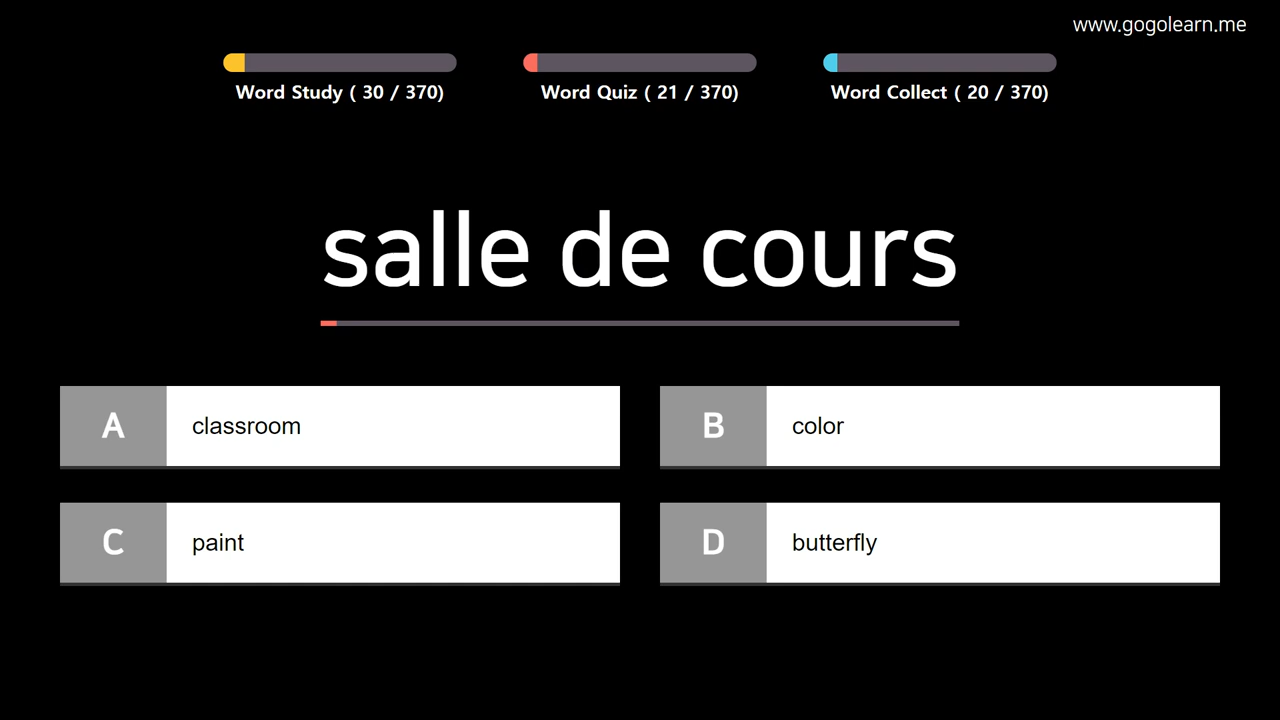 www.gogolearn.me
Word Study ( 30 / 370)
Word Quiz ( 21 / 370)
Word Collect ( 20 / 370)
salle de cours
A classroom
B color
C paint
D butterfly